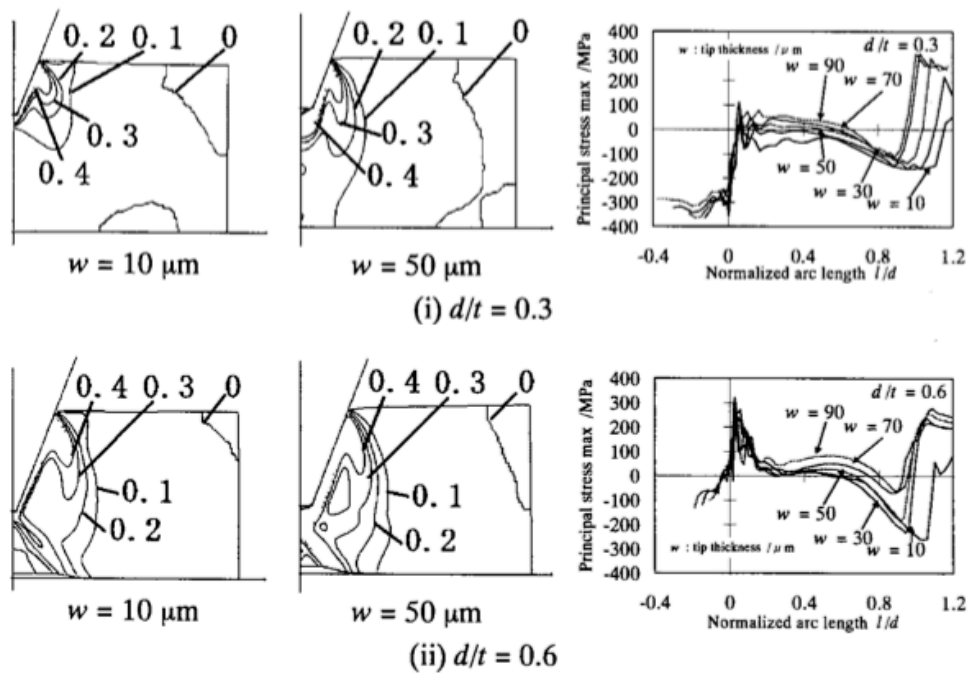 0.2 0.1 0
0.3
0.4
w = 10 μm
0.2 0.1 0
0.3
0.4
w = 50 μm
Principal stress max /MPa
400
300
200
100
0
-100
-200
-300
-400
w : tip thickness / μm
d/t = 0.3
w = 90
w = 70
w = 50
w = 30
w = 10
-0.4 0 0.4 0.8 1.2
Normalized arc length l/d
(i) d/t = 0.3
0.4 0.3 0
0.1
0.2
w = 10 μm
0.4 0.3 0
0.1
0.2
w = 50 μm
Principal stress max /MPa
400
300
200
100
0
-100
-200
-300
400
d/t = 0.6
w = 90
w = 70
w = 50
w = 30
w = 10
w : tip thickness / μm
-0.4 0 0.4 0.8 1.2
Normalized arc length l/d
(ii) d/t = 0.6